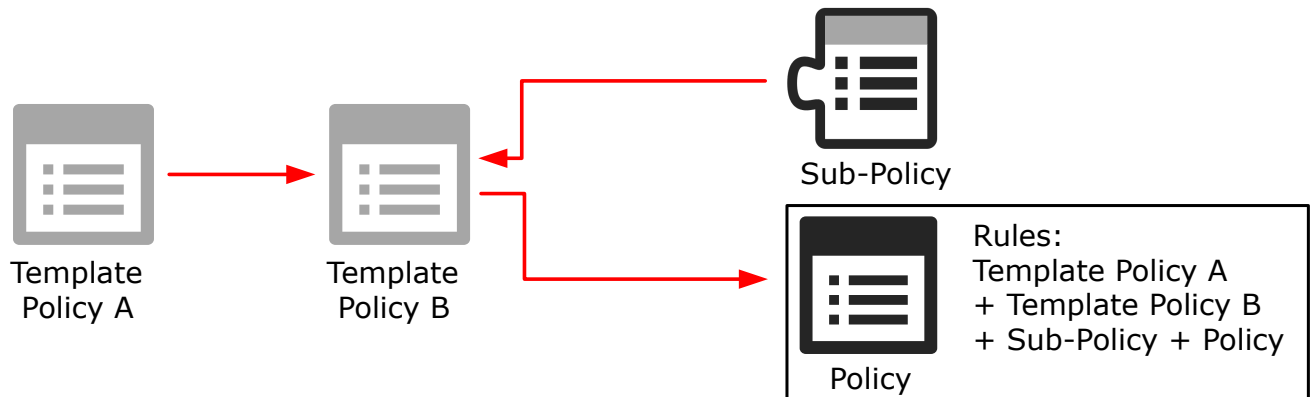 Template
Policy A
Template
Policy B
Sub-Policy
Policy
Rules:
Template Policy A
+ Template Policy B
+ Sub-Policy + Policy